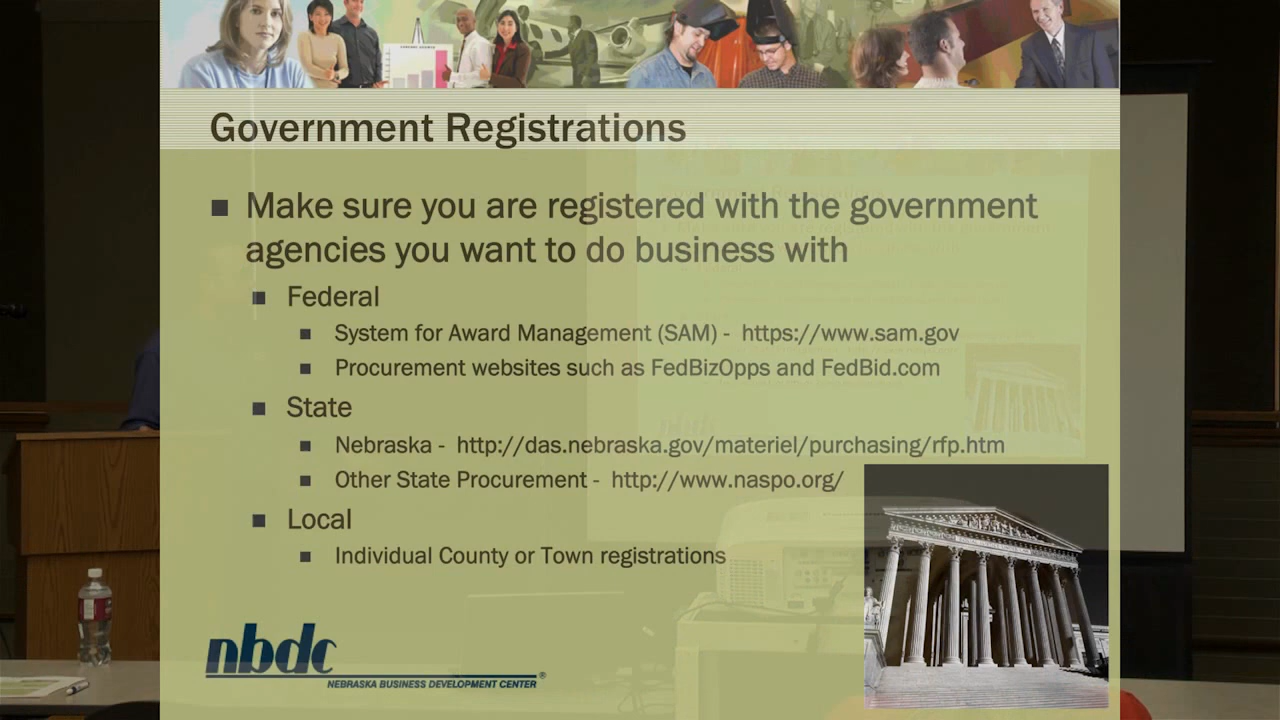 Government Registrations
Make sure you are registered with the government
agencies you want to do business with
Federal
System for Award Management (SAM) - https://www.sam.gov
Procurement websites such as FedBizOpps and FedBid.com
State
Nebraska - http://das.nebraska.gov/materiel/purchasing/rfp.htm
Other State Procurement - http://www.naspo.org/
Local
Individual County or Town registrations
nbdc
NEBRASKA BUSINESS DEVELOPMENT CENTER®